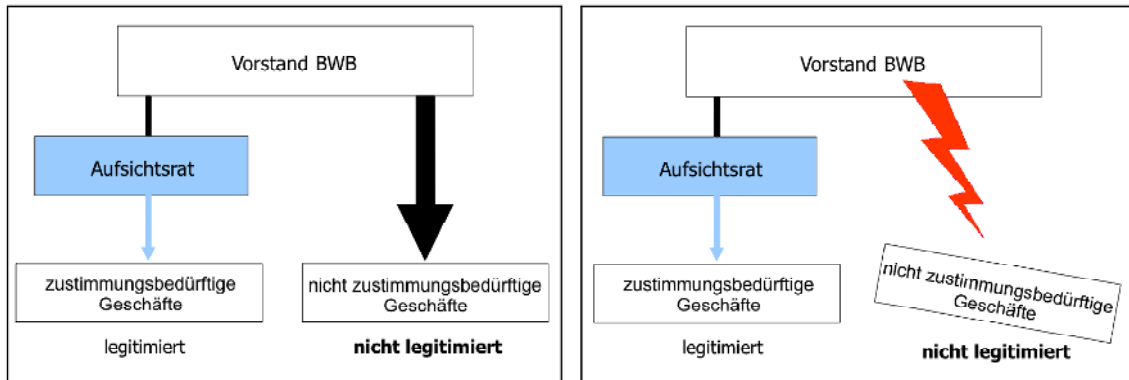 Vorstand BWB
Aufsichtsrat
zustimmungsbedürftige
Geschäfte
legitimiert
nicht zustimmungsbedürftige
Geschäfte
nicht legitimiert
Vorstand BWB
Aufsichtsrat
zustimmungsbedürftige
Geschäfte
legitimiert
nicht zustimmungsbedürftige
Geschäfte
nicht legitimiert